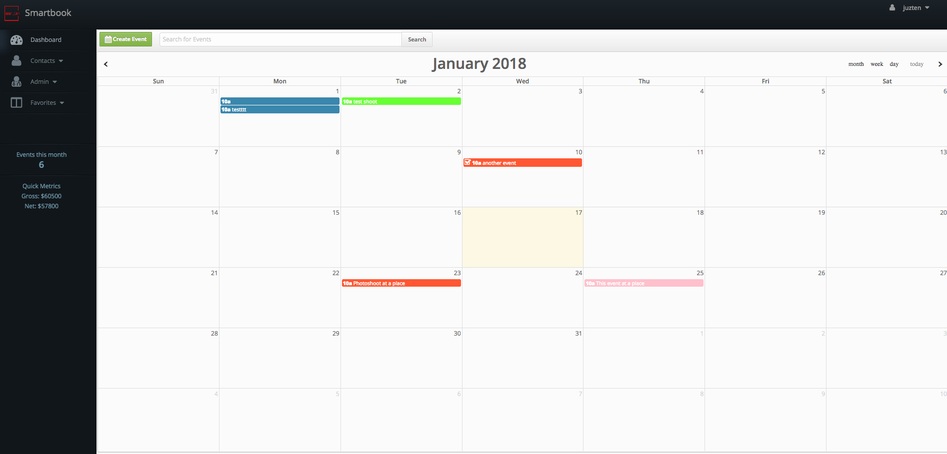 Smartbook
juzten
Dashboard
Contacts
Admin
Favorites
Events this month
6
Quick Metrics
Gross: $60500
Net: $57800
Create Event
Search for Events
Search
January 2018
month week day today
Sun Mon Tue Wed Thu Fri Sat
31 1 2 3 4 5 6
10a
10a test shoot
10a testttt
7 8 9 10 11 12 13
10a another event
14 15 16 17 18 19 20
21 22 23 24 25 26 27
10a Photoshoot at a place
10a This event at a place
28 29 30 31 1 2 3
4 5 6 7 8 9 10